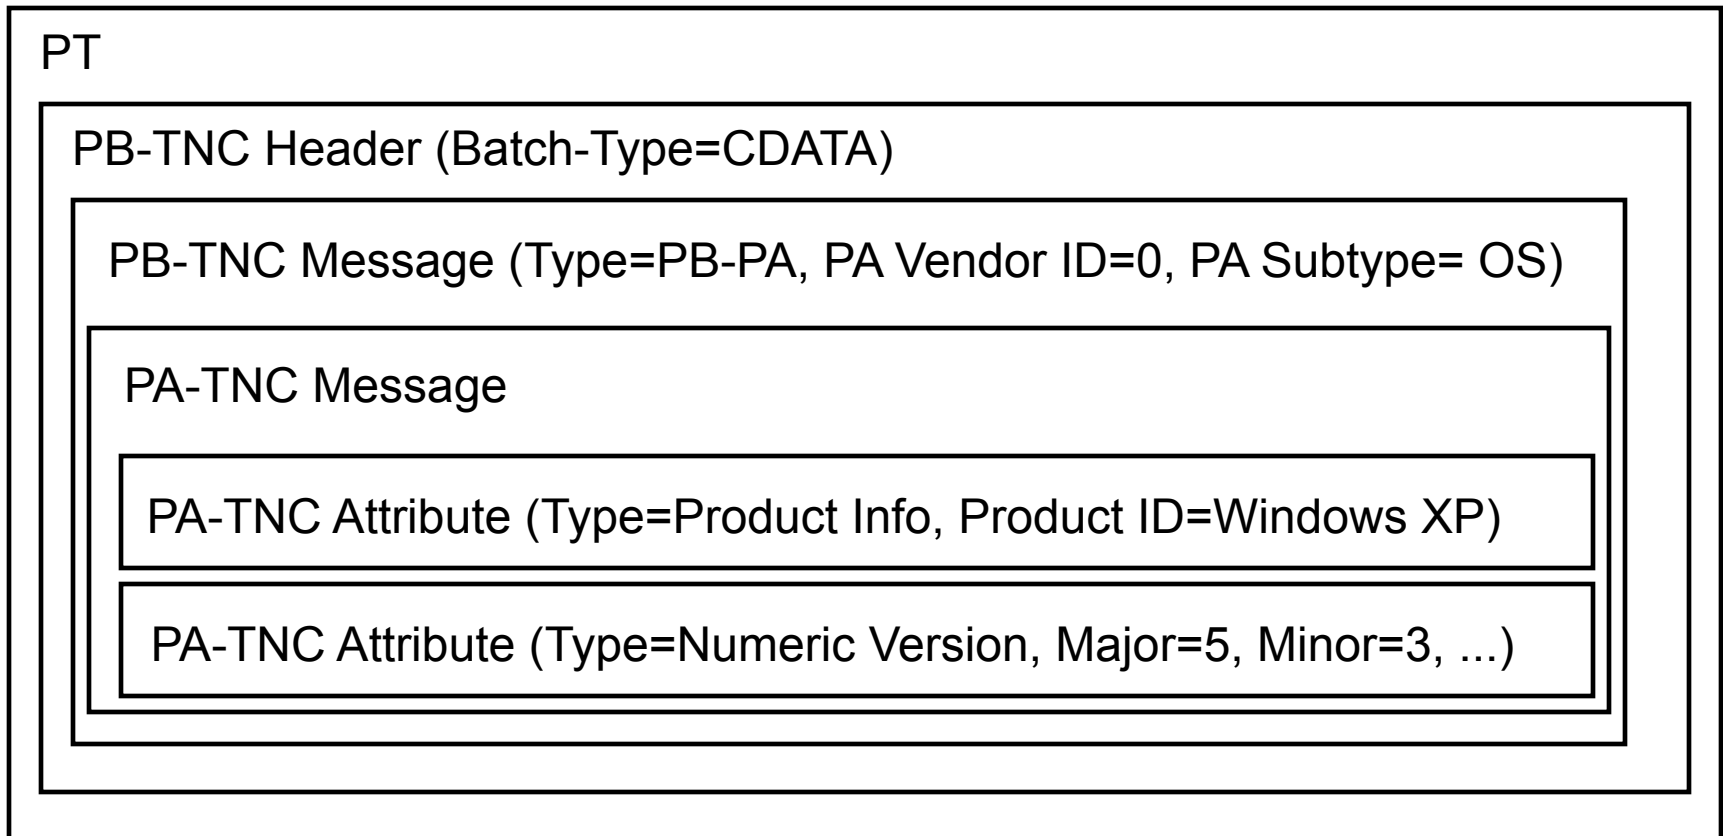 PT
PB-TNC Header (Batch-Type=CDATA)
PB-TNC Message (Type=PB-PA, PA Vendor ID=0, PA Subtype= OS)
PA-TNC Message
PA-TNC Attribute (Type=Product Info, Product ID=Windows XP)
PA-TNC Attribute (Type=Numeric Version, Major=5, Minor=3, ...)